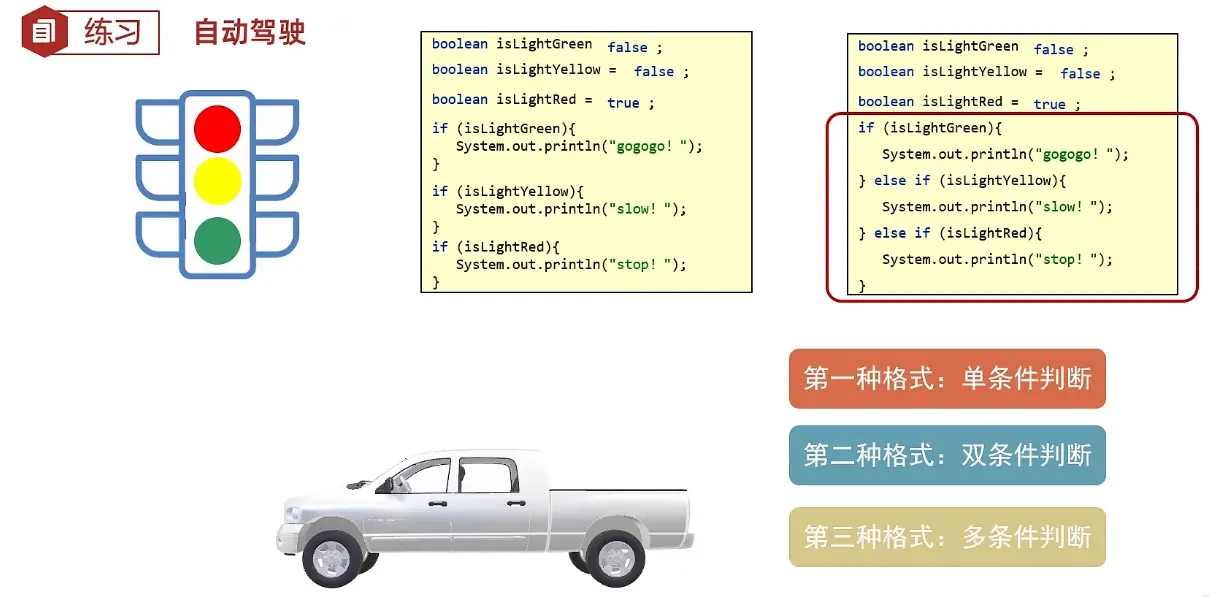 练习
自动驾驶
boolean isLightGreen false ;
boolean isLightYellow = false ;
boolean isLightRed = true ;
if (isLightGreen){
System.out.println("gogogo! ");
}
if (isLightYellow){
System.out.println("slow! ");
}
if (isLightRed){
System.out.println("stop! ");
}
boolean isLightGreen false ;
boolean isLightYellow = false ;
boolean isLightRed = true ;
if (isLightGreen){
System.out.println("gogogo! ");
} else if (isLightYellow){
System.out.println("slow! ");
} else if (isLightRed){
System.out.println("stop! ");
}
第一种格式：单条件判断
第二种格式：双条件判断
第三种格式：多条件判断